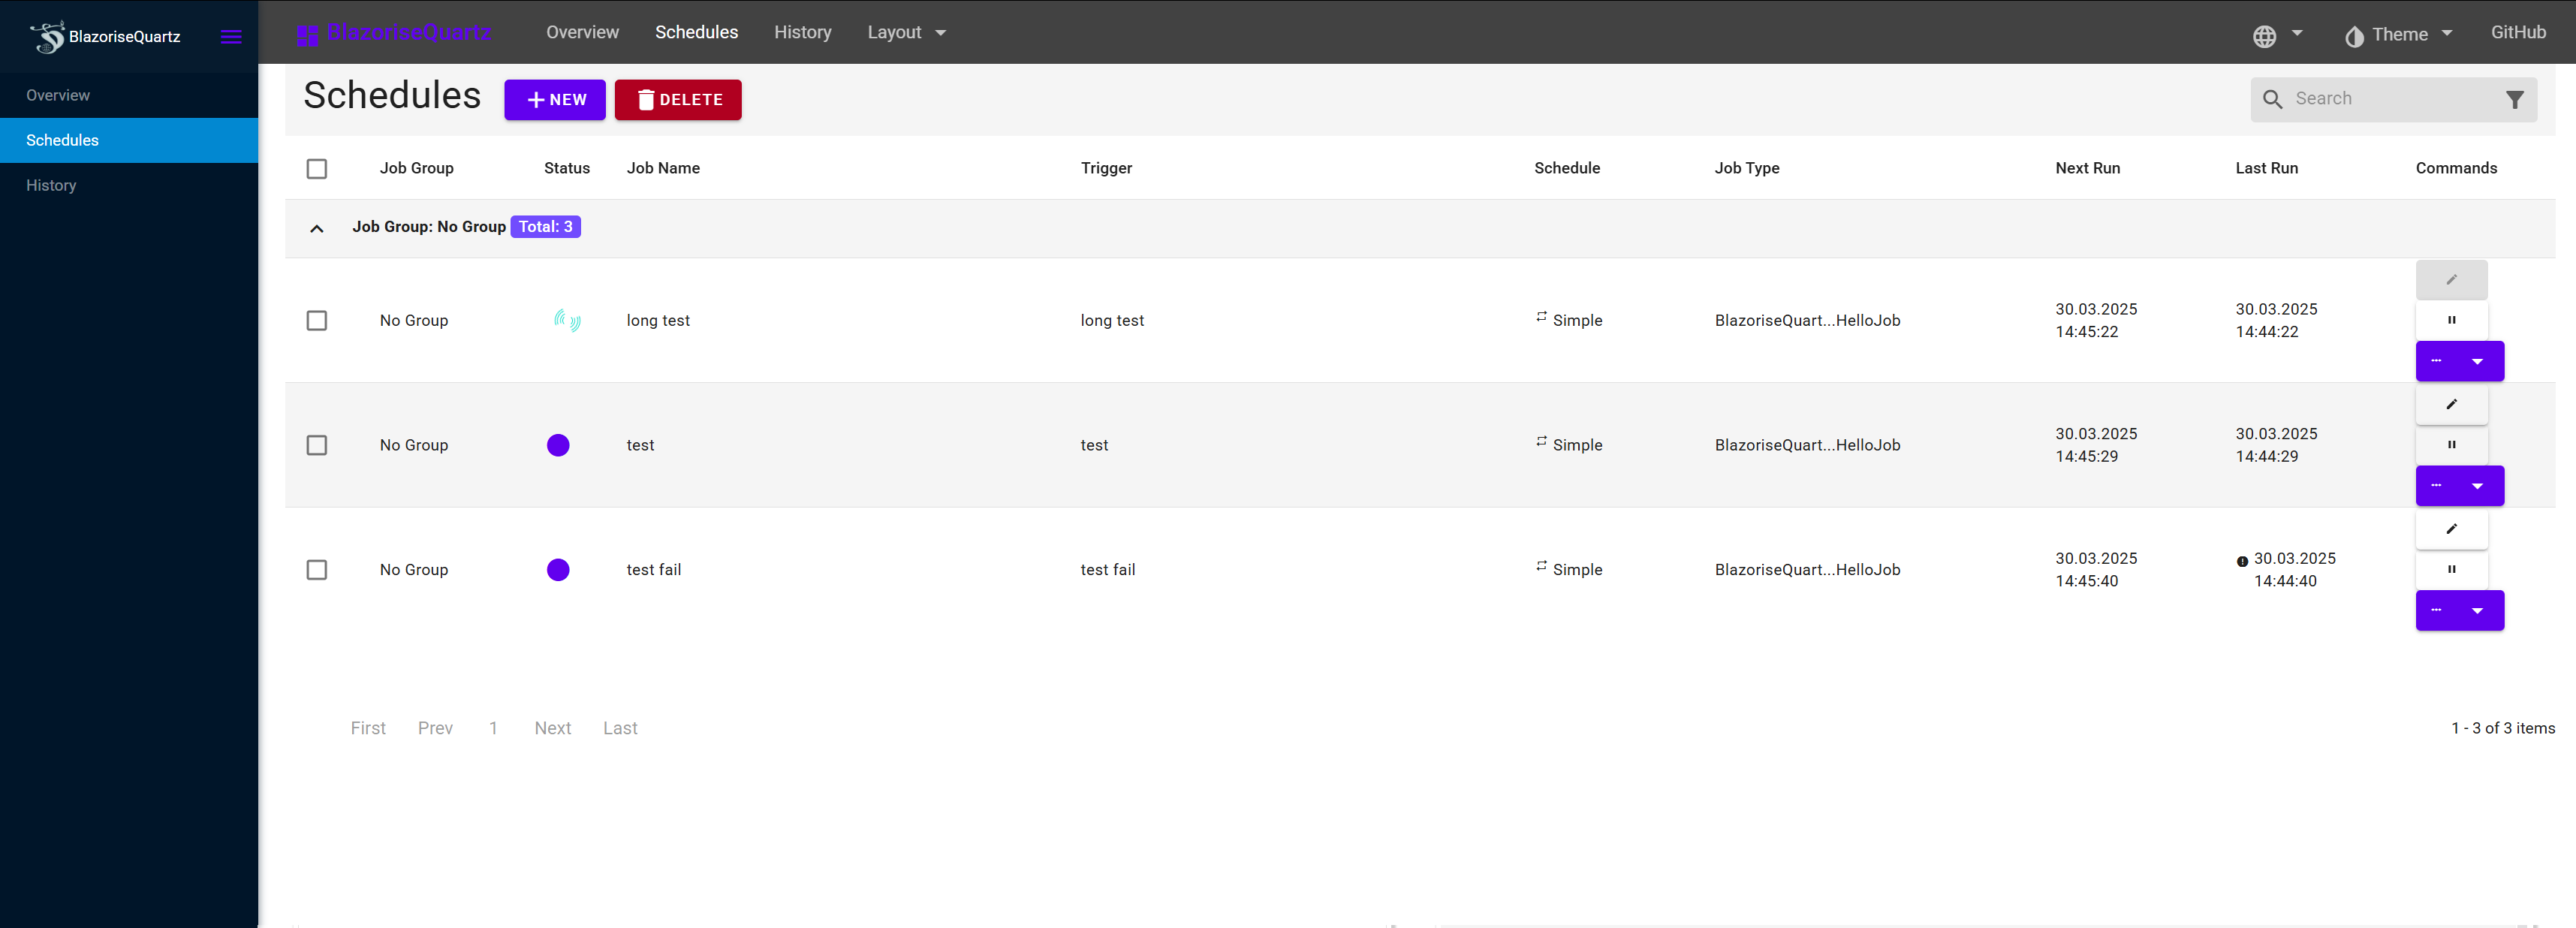 BlazoriseQuartz
Overview
Schedules
History
BlazoriseQuartz Overview Schedules History Layout Theme GitHub
Schedules NEW DELETE Search
Job Group Status Job Name Trigger Schedule Job Type Next Run Last Run Commands
Job Group: No Group Total: 3
No Group long test long test Simple BlazoriseQuart...HelloJob 30.03.2025 30.03.2025
14:45:22 14:44:22
No Group test test Simple BlazoriseQuart...HelloJob 30.03.2025 30.03.2025
14:45:29 14:44:29
No Group test fail test fail Simple BlazoriseQuart...HelloJob 30.03.2025 30.03.2025
14:45:40 14:44:40
First Prev 1 Next Last 1 - 3 of 3 items